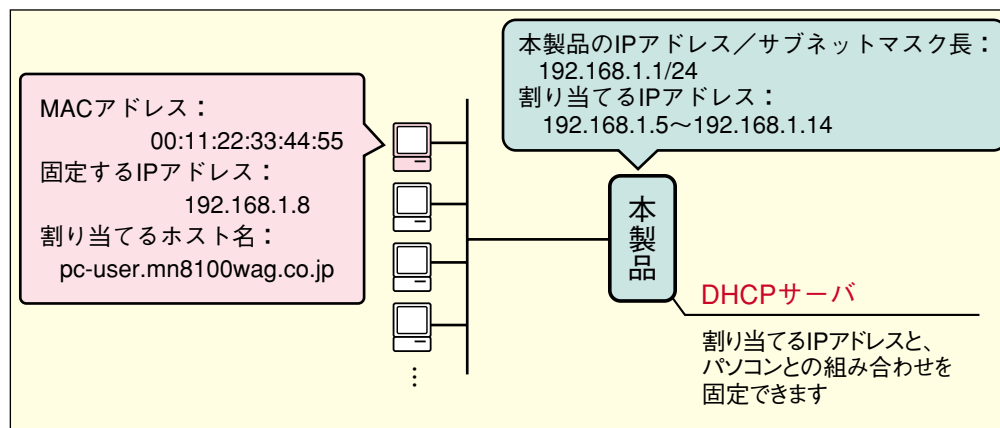 MACアドレス：
00:11:22:33:44:55
固定するIPアドレス：
192.168.1.8
割り当てるホスト名：
pc-user.mn8100wag.co.jp
本製品のIPアドレス／サブネットマスク長：
192.168.1.1/24
割り当てるIPアドレス：
192.168.1.5～192.168.1.14
本製品
DHCPサーバ
割り当てるIPアドレスと、
パソコンとの組み合わせを
固定できます